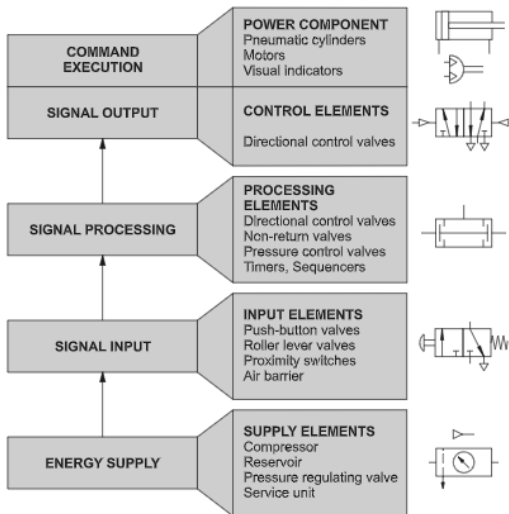 COMMAND
EXECUTION
POWER COMPONENT
Pneumatic cylinders
Motors
Visual indicators
SIGNAL OUTPUT
CONTROL ELEMENTS
Directional control valves
SIGNAL PROCESSING
PROCESSING
ELEMENTS
Directional control valves
Non-return valves
Pressure control valves
Timers, Sequencers
SIGNAL INPUT
INPUT ELEMENTS
Push-button valves
Roller lever valves
Proximity switches
Air barrier
ENERGY SUPPLY
SUPPLY ELEMENTS
Compressor
Reservoir
Pressure regulating valve
Service unit